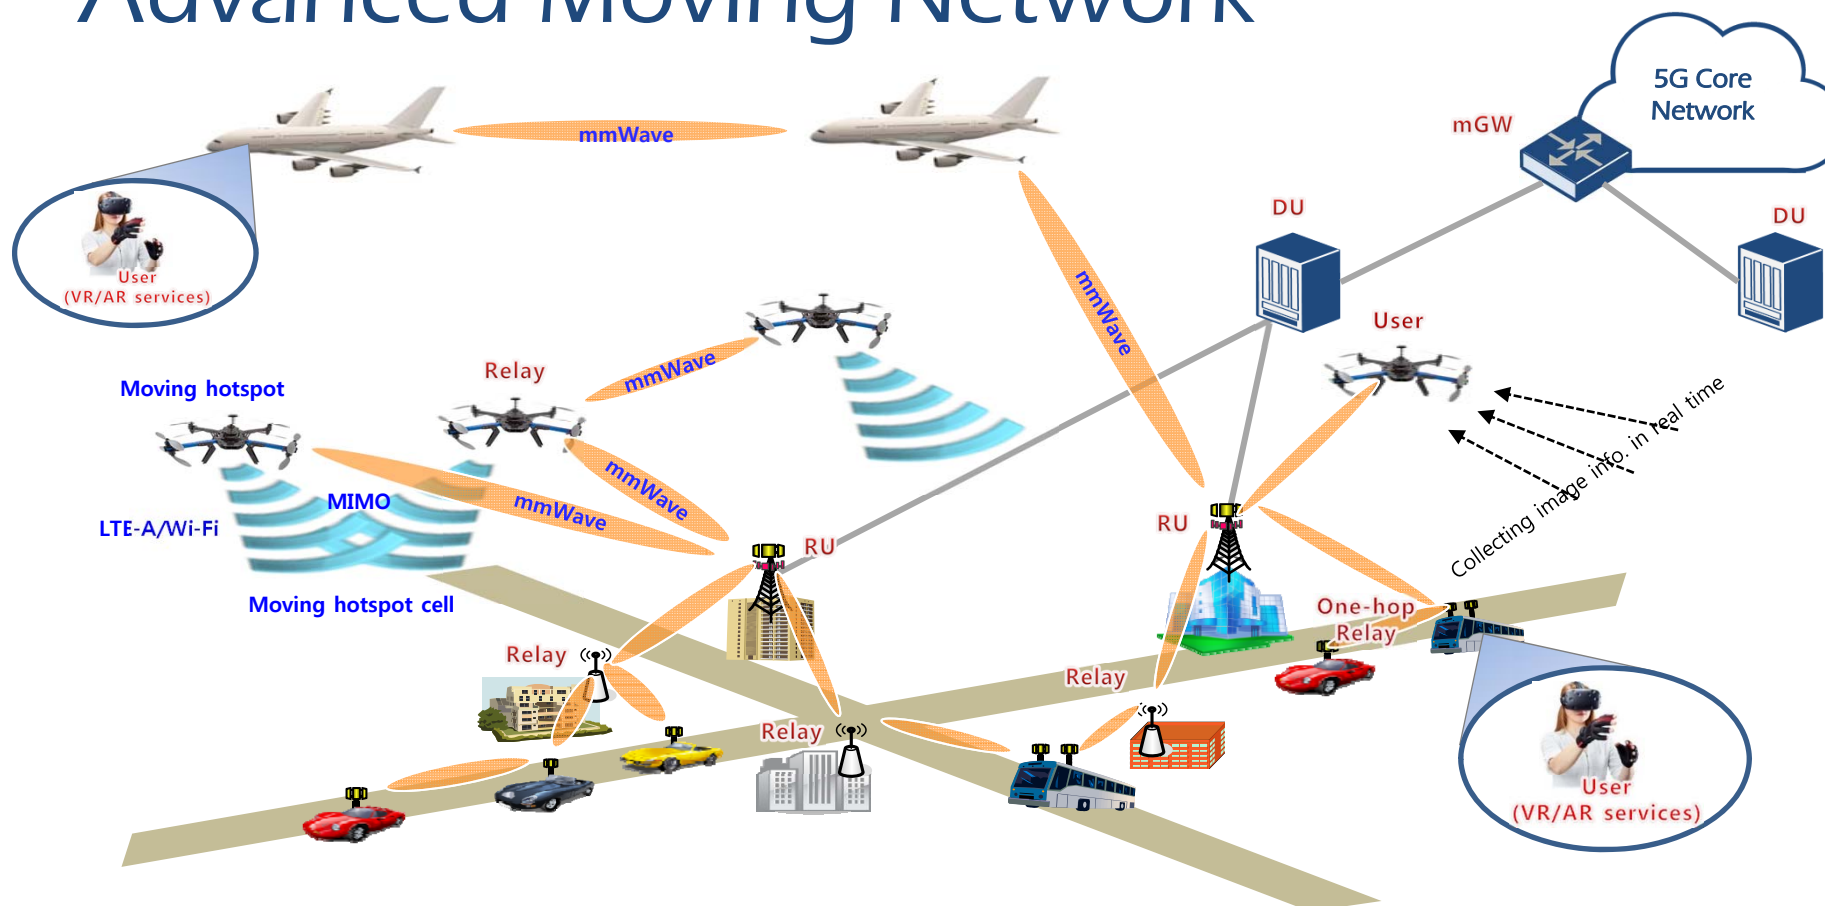 Advanced Moving Network
5G Core
Network
mGW
mmWave
DU
DU
User
(VR/AR services)
mmWave
User
Relay
mmWave
Moving hotspot
Collecting image info. in real time
mmWave
MIMO
mmWave
LTE-A/Wi-Fi
RU
RU
Moving hotspot cell
One-hop
Relay
Relay
Relay
Relay
User
(VR/AR services)